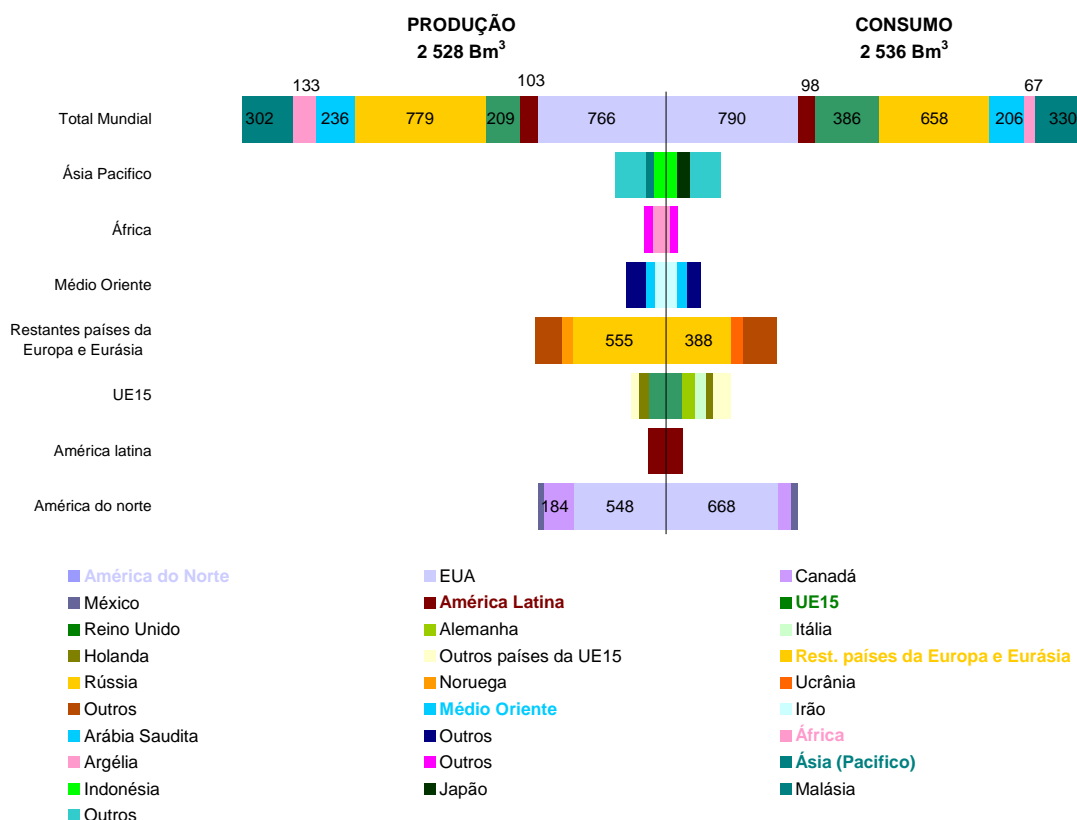 PRODUÇÃO
2 528 Bm³
CONSUMO
2 536 Bm³
133
103
98
67
Total Mundial
302
236
779
209
766
790
386
658
206
330
Ásia Pacifico
África
Médio Oriente
Restantes países da
Europa e Eurásia
555
388
UE15
América latina
América do norte
184
548
668
América do Norte
EUA
Canadá
México
América Latina
UE15
Reino Unido
Alemanha
Itália
Holanda
Outros países da UE15
Rest. países da Europa e Eurásia
Rússia
Noruega
Ucrânia
Outros
Médio Oriente
Irão
Arábia Saudita
Outros
África
Argélia
Outros
Ásia (Pacifico)
Indonésia
Japão
Malásia
Outros